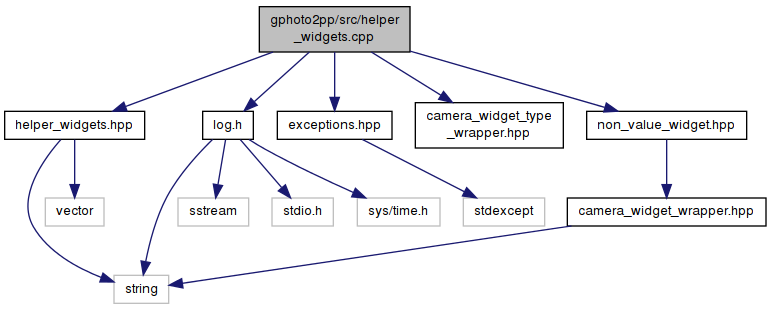 gphoto2pp/src/helper
_widgets.cpp
helper_widgets.hpp
log.h
exceptions.hpp
camera_widget_type
_wrapper.hpp
non_value_widget.hpp
vector
sstream
stdio.h
sys/time.h
stdexcept
camera_widget_wrapper.hpp
string